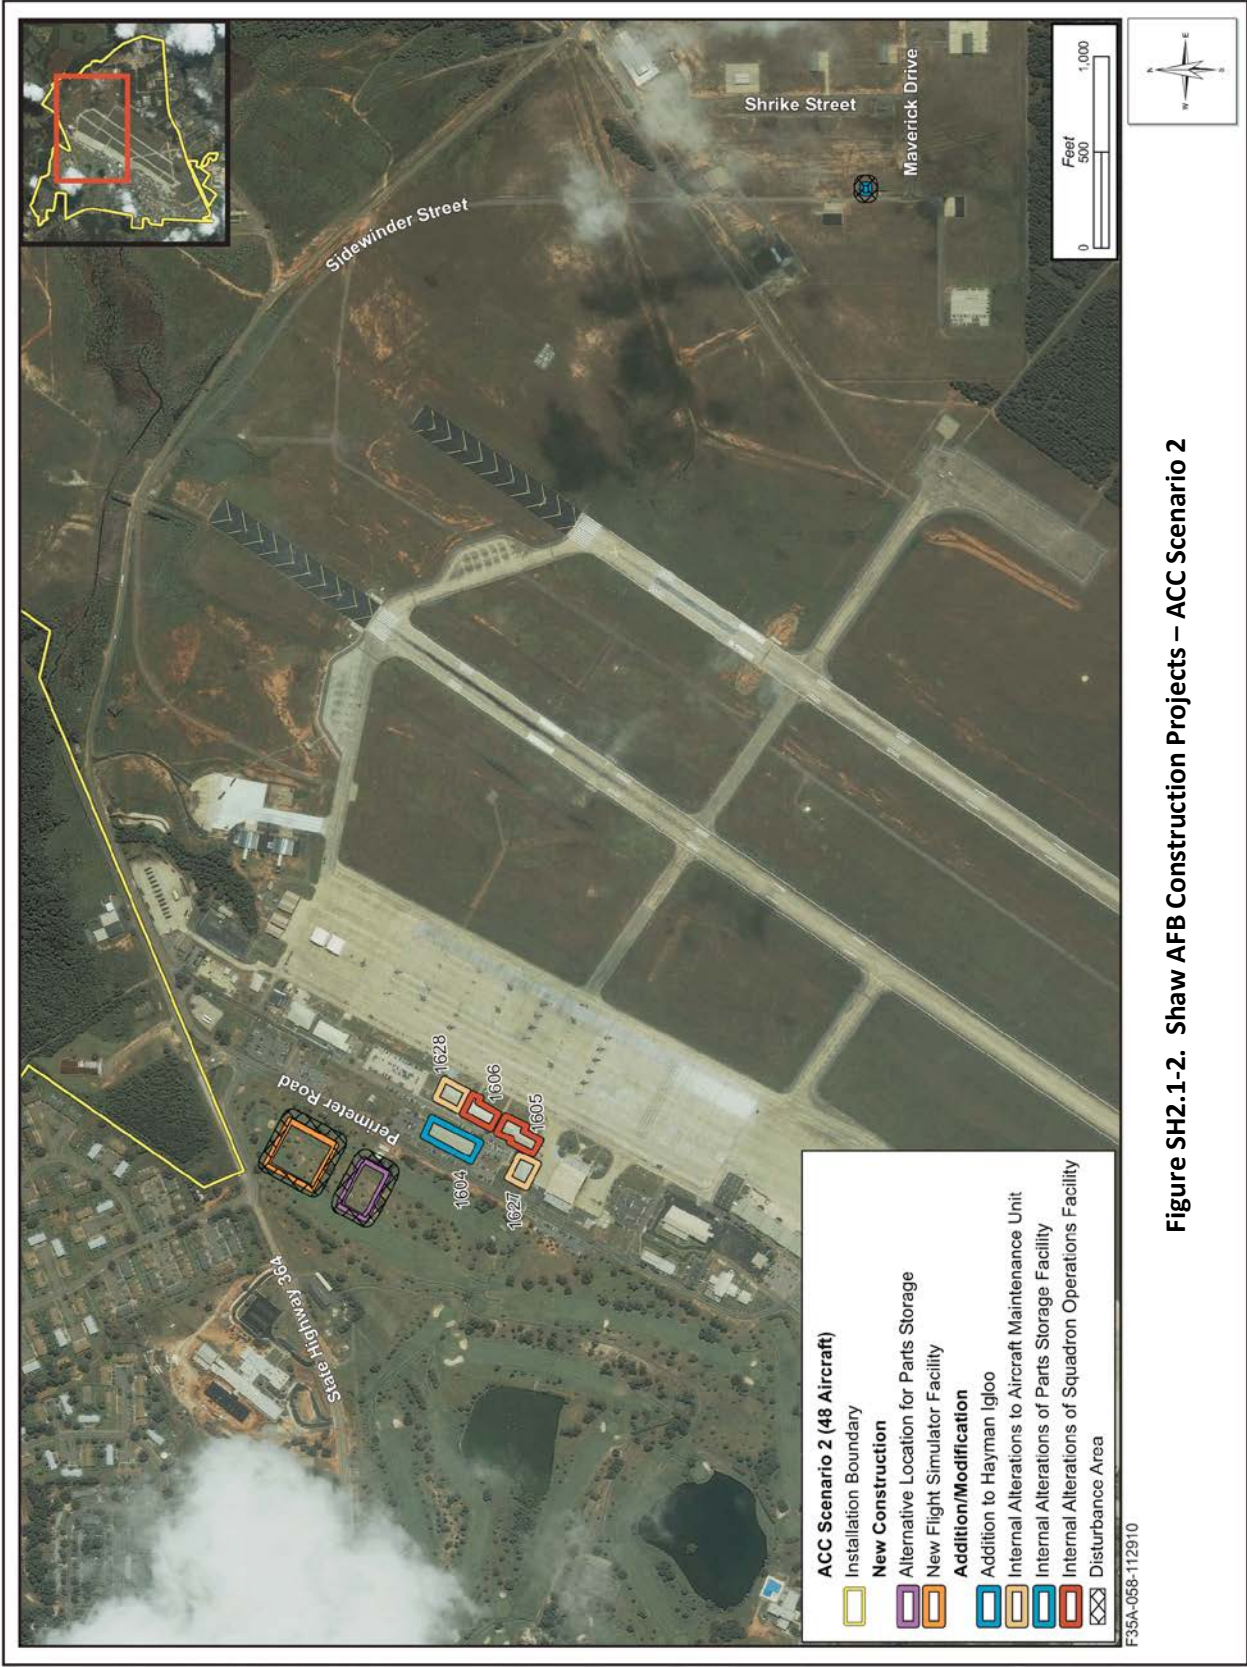 Sidewinder Street
Shrike Street
Maverick Drive
Perimeter Road
State Highway 364
1628
1606
1605
1604
1627
Feet
0 500 1,000
N
W E
S
ACC Scenario 2 (48 Aircraft)
Installation Boundary
New Construction
Alternative Location for Parts Storage
New Flight Simulator Facility
Addition/Modification
Addition to Hayman Igloo
Internal Alterations to Aircraft Maintenance Unit
Internal Alterations of Parts Storage Facility
Internal Alterations of Squadron Operations Facility
Disturbance Area
F35A-058-112910
Figure SH2.1-2. Shaw AFB Construction Projects – ACC Scenario 2